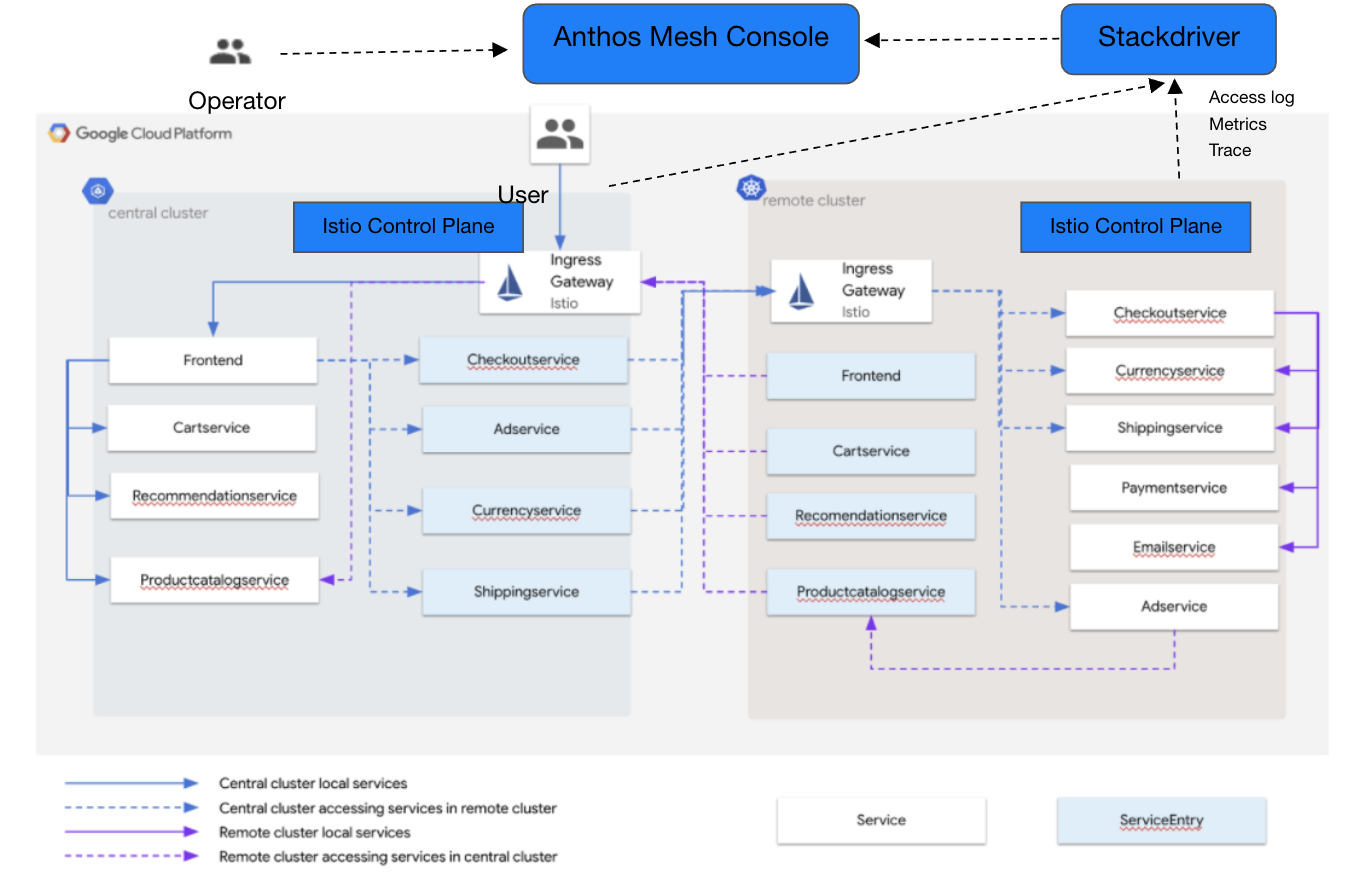 Anthos Mesh Console
Stackdriver
Operator
Access log
Metrics
Trace
Google Cloud Platform
User
central cluster
Istio Control Plane
remote cluster
Istio Control Plane
Ingress
Gateway
Istio
Ingress
Gateway
Istio
Frontend
Cartservice
Recommendationservice
Productcatalogservice
Checkoutservice
Adservice
Currencyservice
Shippingservice
Frontend
Cartservice
Recomendationservice
Productcatalogservice
Checkoutservice
Currencyservice
Shippingservice
Paymentservice
Emailservice
Adservice
Central cluster local services
Central cluster accessing services in remote cluster
Remote cluster local services
Remote cluster accessing services in central cluster
Service
ServiceEntry